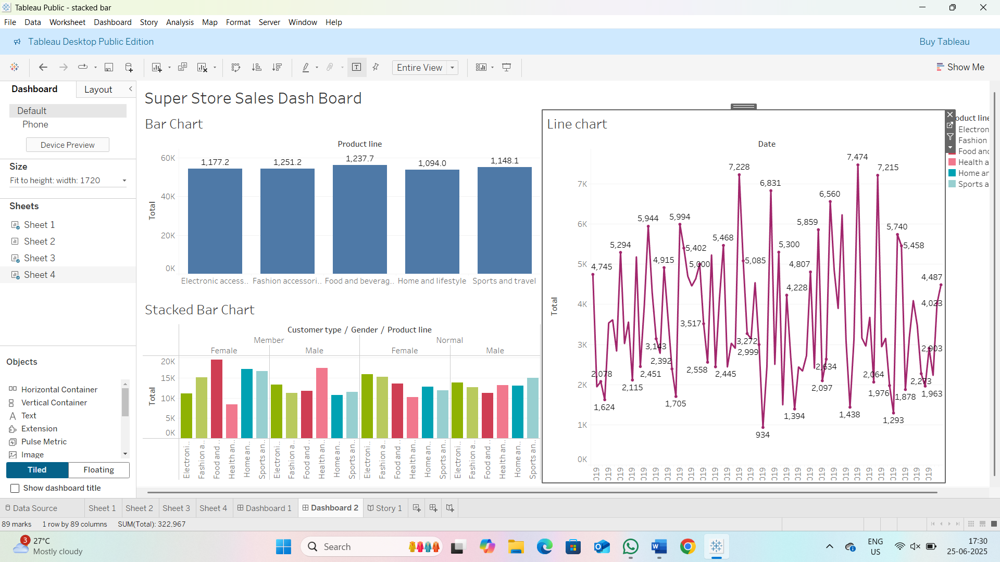 Tableau Public - stacked bar
File Data Worksheet Dashboard Story Analysis Map Format Server Window Help
Tableau Desktop Public Edition
Buy Tableau
Entire View
Show Me
Dashboard
Layout
Default
Phone
Device Preview
Size
Fit to height: width: 1720
Sheets
Sheet 1
Sheet 2
Sheet 3
Sheet 4
Objects
Horizontal Container
Vertical Container
Text
Extension
Pulse Metric
Image
Tiled
Floating
Show dashboard title
Super Store Sales Dash Board
Bar Chart
Product line
60K
40K
20K
0K
Total
1,177.2
1,251.2
1,237.7
1,094.0
1,148.1
Electronic access..
Fashion accessori..
Food and beverag..
Home and lifestyle
Sports and travel
Stacked Bar Chart
Customer type / Gender / Product line
Member
Normal
Female
Male
Female
Male
20K
15K
10K
5K
0K
Total
Electroni..
Fashion a..
Food and ..
Health an..
Home an..
Sports an..
Electroni..
Fashion a..
Food and ..
Health an..
Home an..
Sports an..
Electroni..
Fashion a..
Food and ..
Health an..
Home an..
Sports an..
Electroni..
Fashion a..
Food and ..
Health an..
Home an..
Sports an..
Line chart
Date
7K
6K
5K
4K
3K
2K
1K
0K
Total
4,745
2,078
1,624
5,294
2,115
2,451
5,944
3,143
4,915
2,392
1,705
5,994
5,402
5,000
3,517
2,558
2,445
5,468
7,228
5,085
3,272
2,999
934
6,831
5,300
4,228
1,394
4,807
5,859
2,097
2,634
6,560
1,438
7,474
2,064
7,215
1,976
1,293
5,740
5,458
1,878
2,273
1,963
2,903
4,023
4,487
019 019 019 019 019 019 019 019 019 019 019 019 019 019 019 019 019 019 019 019 019 019 019 019 019 019 019 019 019
oduct line
Electron
Fashion
Food and
Health a
Home ar
Sports a
Data Source
Sheet 1
Sheet 2
Sheet 3
Sheet 4
Dashboard 1
Dashboard 2
Story 1
89 marks 1 row by 89 columns SUM(Total): 322,967
3
27°C
Mostly cloudy
Search
ENG
US
17:30
25-06-2025